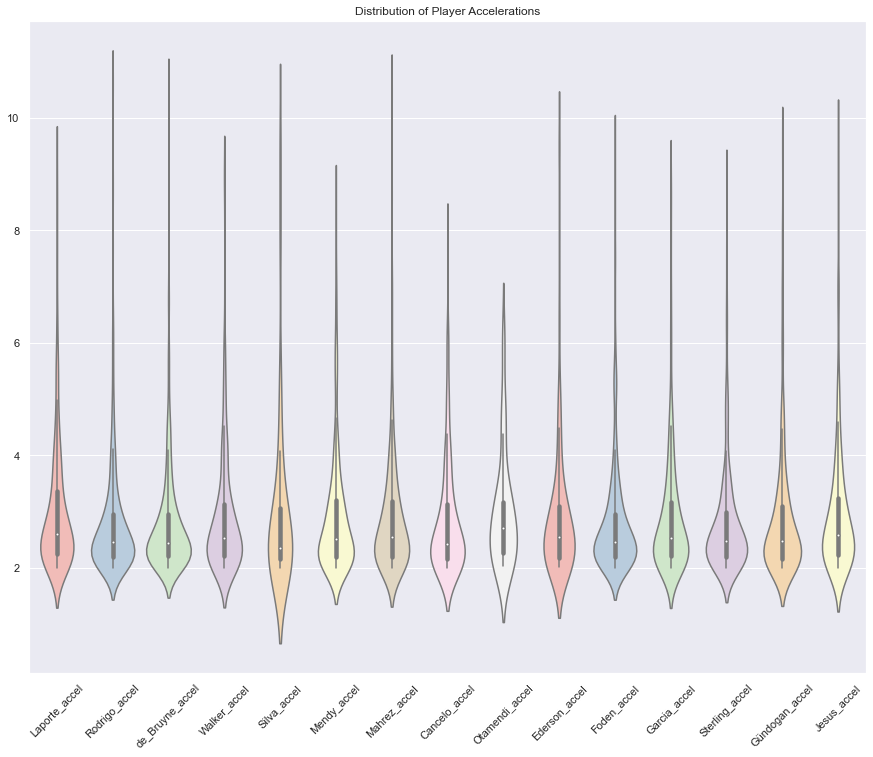 Distribution of Player Accelerations
10
8
6
4
2
Laporte_accel
Rodrigo_accel
de_Bruyne_accel
Walker_accel
Silva_accel
Mendy_accel
Mahrez_accel
Cancelo_accel
Otamendi_accel
Ederson_accel
Foden_accel
Garcia_accel
Sterling_accel
Gündogan_accel
Jesus_accel